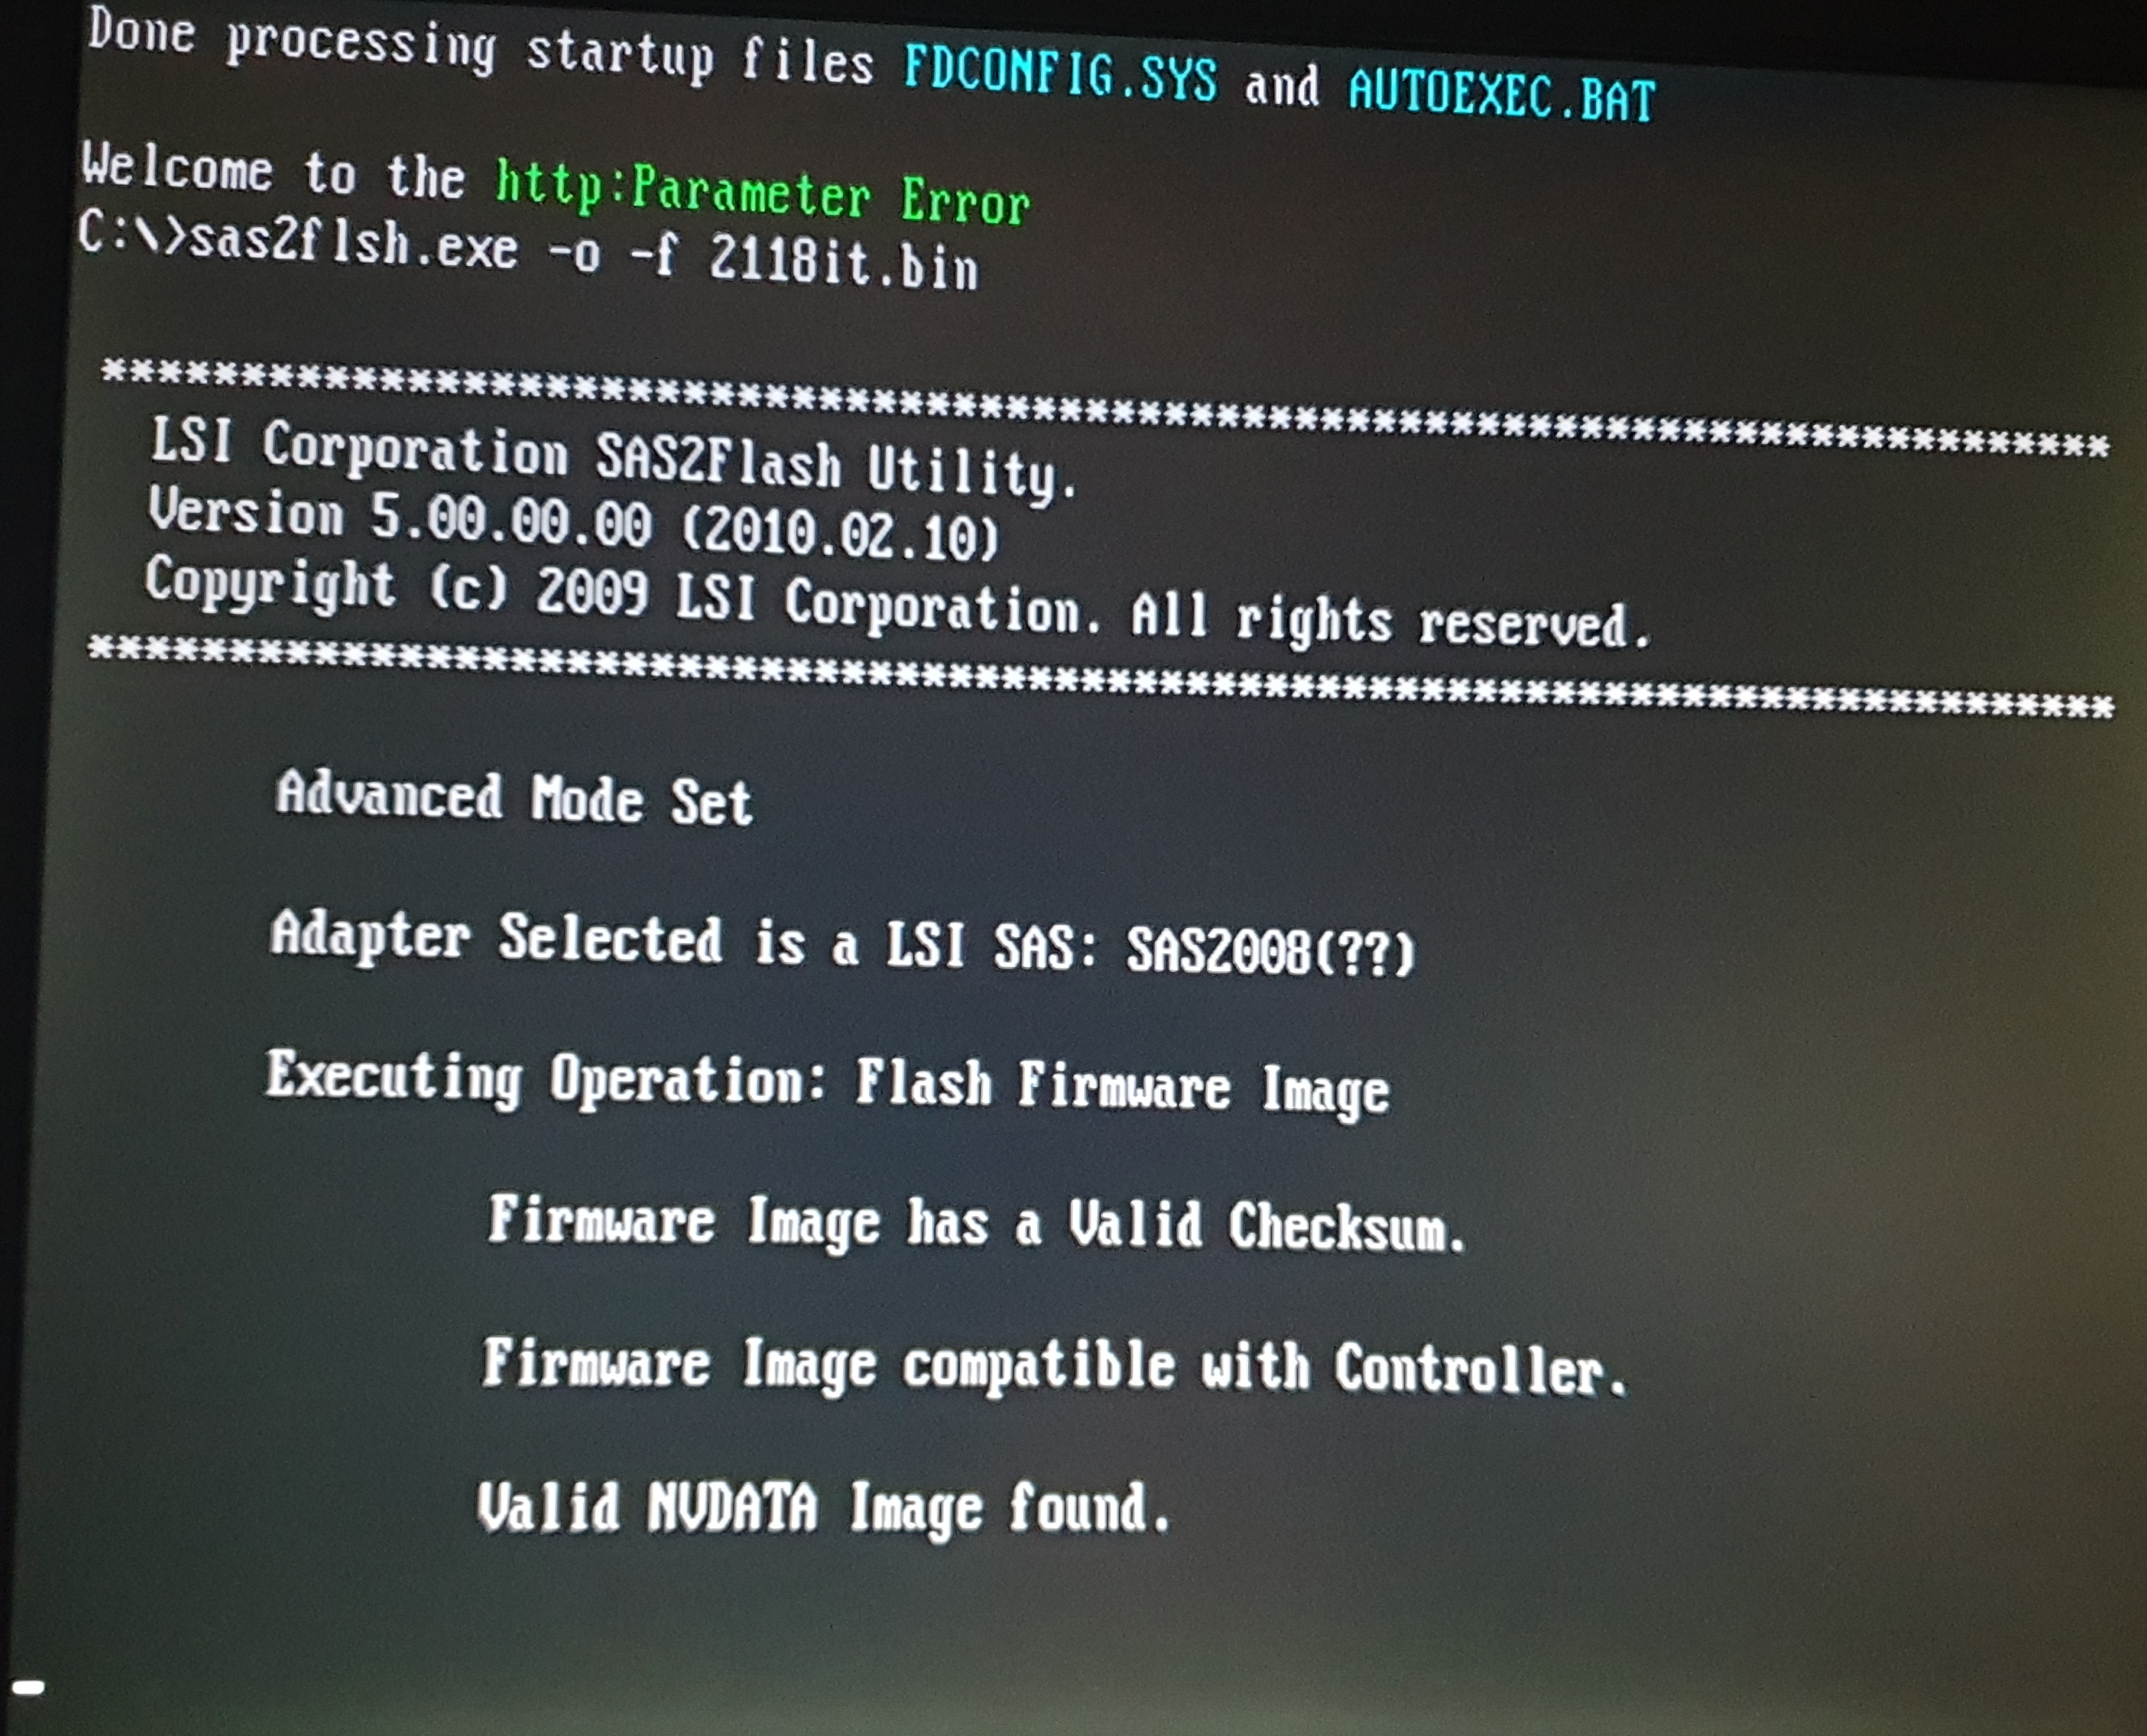 Done processing startup files FDCONFIG.SYS and AUTOEXEC.BAT
Welcome to the http:Parameter Error
C:\>sas2flsh.exe -o -f 2118it.bin
*****************************************************************************
LSI Corporation SAS2Flash Utility.
Version 5.00.00.00 (2010.02.10)
Copyright (c) 2009 LSI Corporation. All rights reserved.
*****************************************************************************
Advanced Mode Set
Adapter Selected is a LSI SAS: SAS2008(??)
Executing Operation: Flash Firmware Image
Firmware Image has a Valid Checksum.
Firmware Image compatible with Controller.
Valid NVDATA Image found.